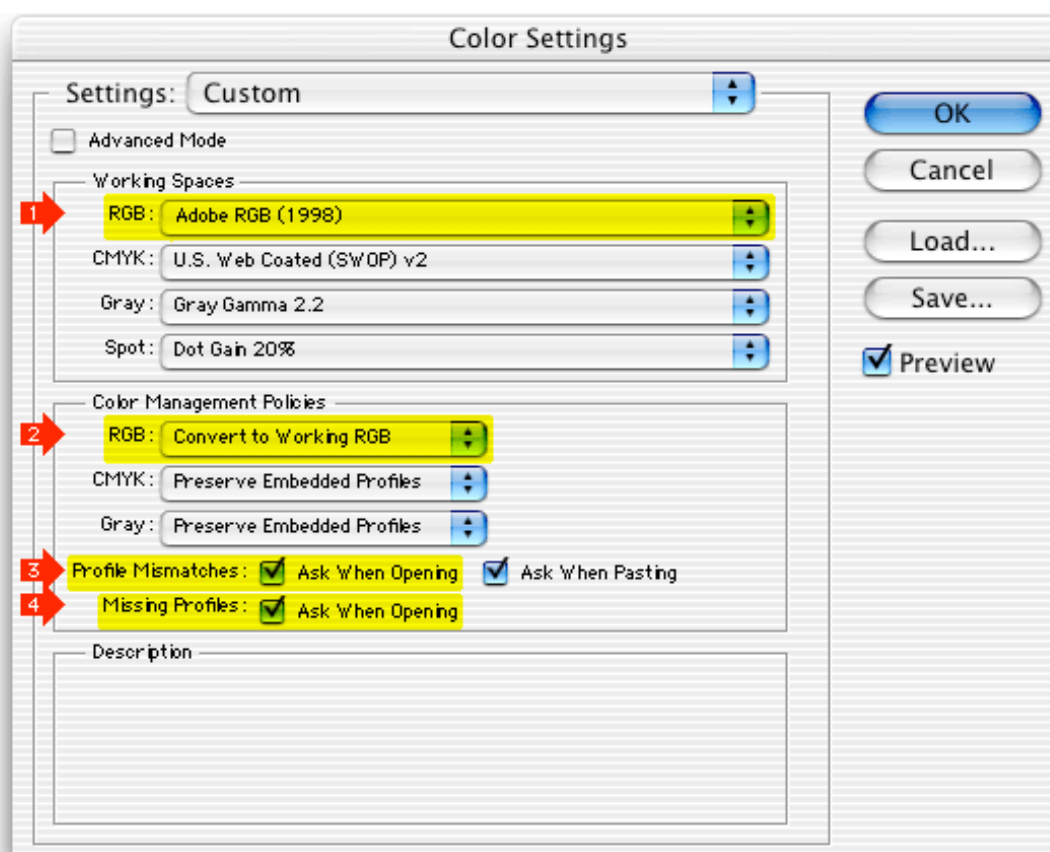 Color Settings
Settings: Custom
OK
Advanced Mode
Cancel
Working Spaces
1 RGB: Adobe RGB (1998)
CMYK: U.S. Web Coated (SWOP) v2
Load...
Gray: Gray Gamma 2.2
Save...
Spot: Dot Gain 20%
Preview
Color Management Policies
2 RGB: Convert to Working RGB
CMYK: Preserve Embedded Profiles
Gray: Preserve Embedded Profiles
3 Profile Mismatches: Ask When Opening Ask When Pasting
4 Missing Profiles: Ask When Opening
Description